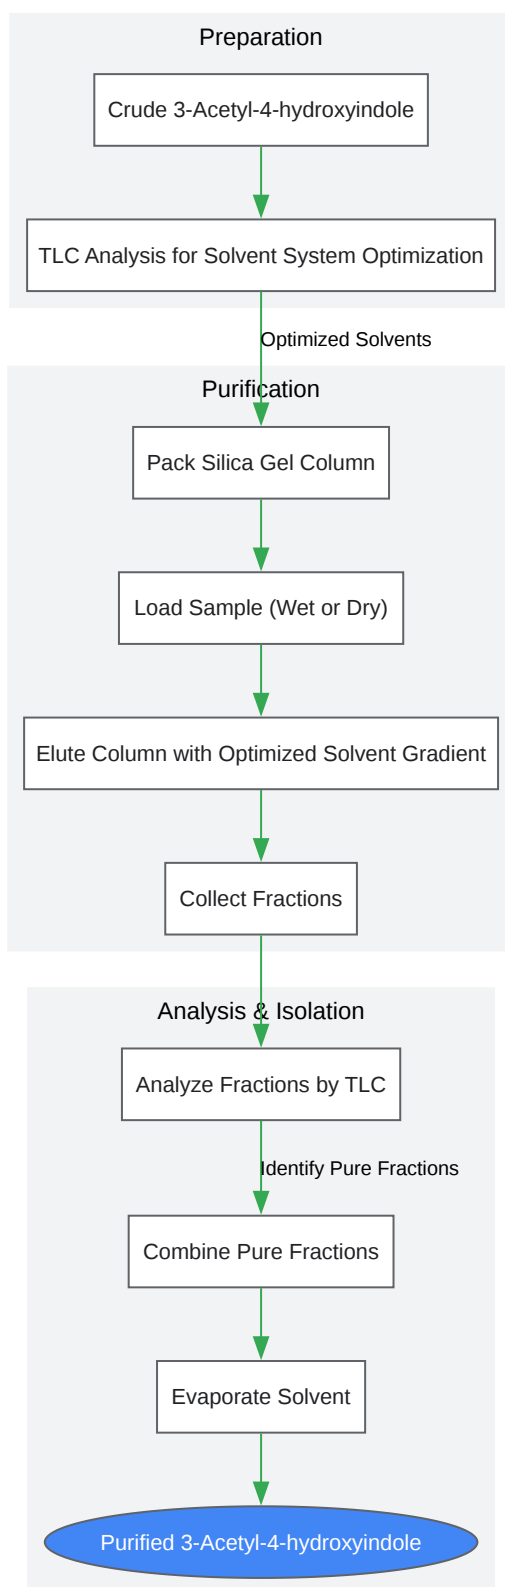 Preparation
Crude 3-Acetyl-4-hydroxyindole
TLC Analysis for Solvent System Optimization
Optimized Solvents
Purification
Pack Silica Gel Column
Load Sample (Wet or Dry)
Elute Column with Optimized Solvent Gradient
Collect Fractions
Analysis & Isolation
Analyze Fractions by TLC
Identify Pure Fractions
Combine Pure Fractions
Evaporate Solvent
Purified 3-Acetyl-4-hydroxyindole